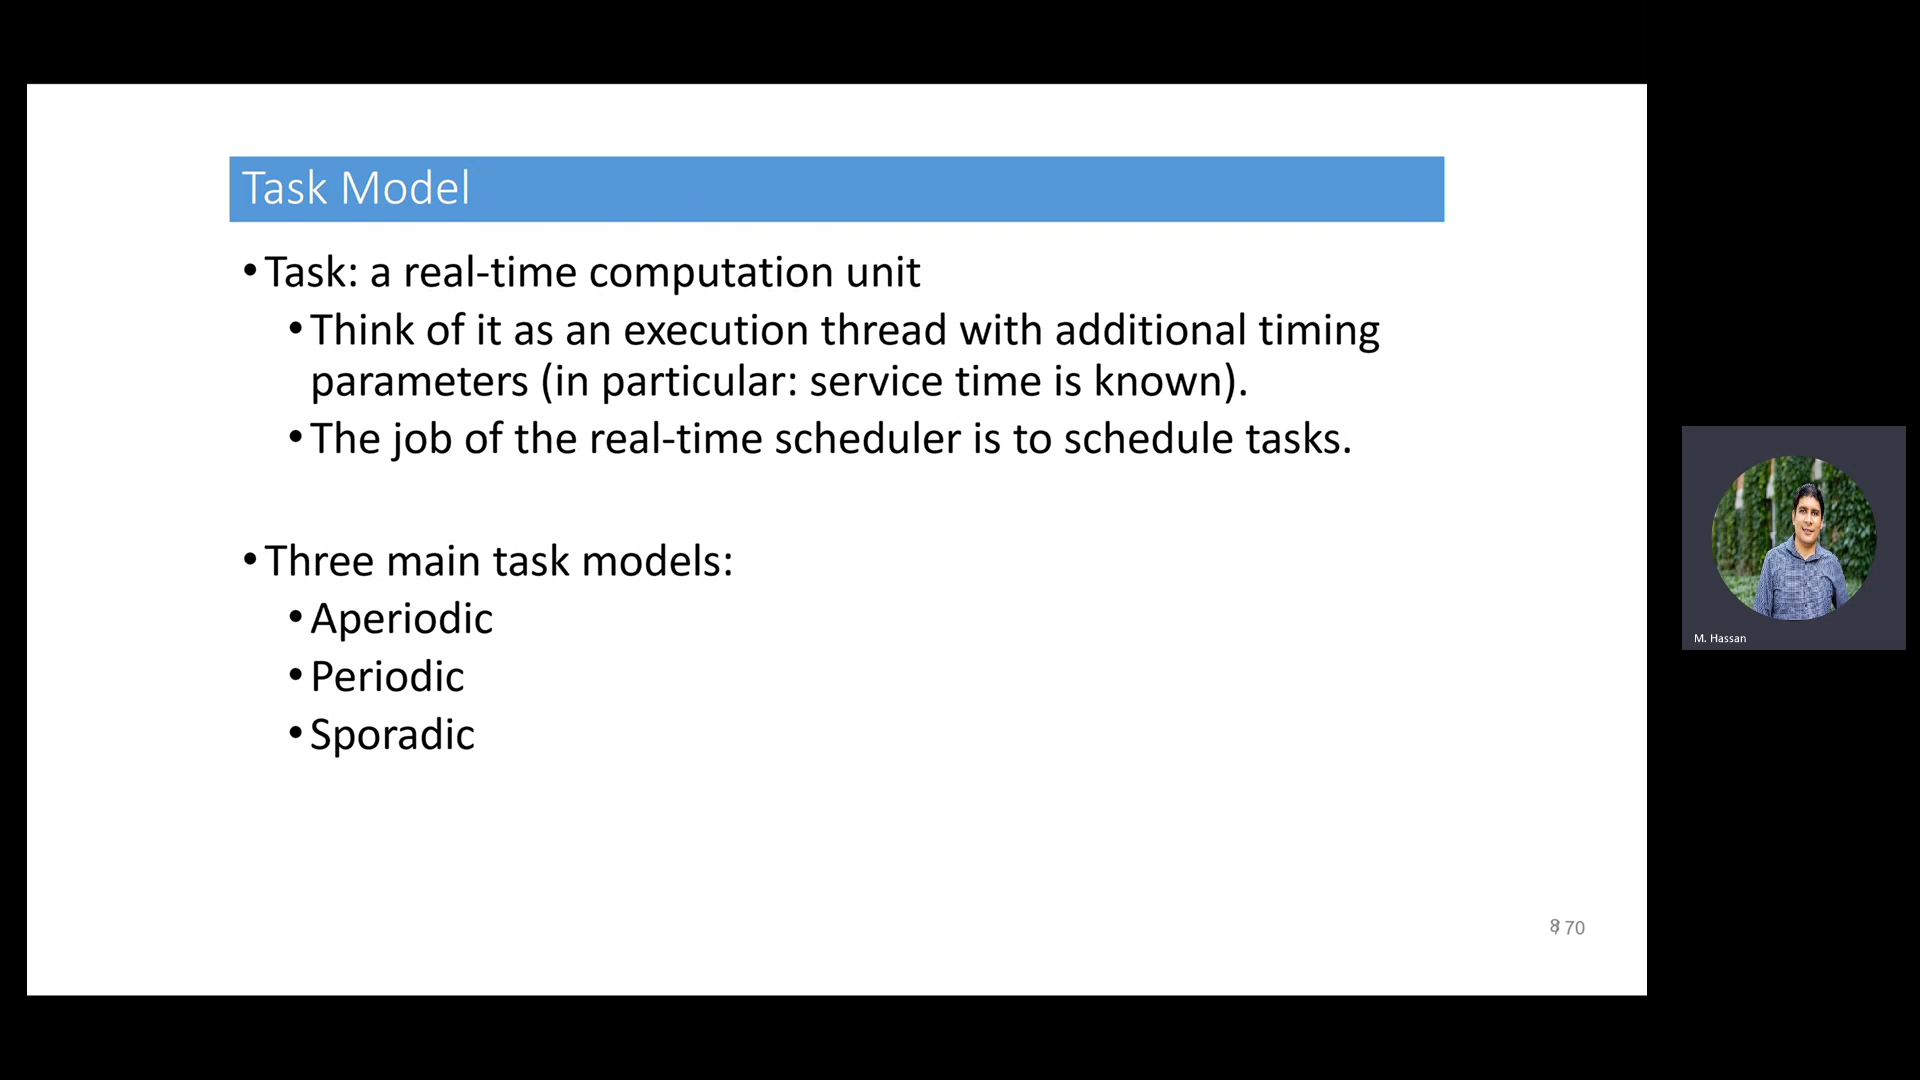 Task Model
•Task: a real-time computation unit
•Think of it as an execution thread with additional timing
parameters (in particular: service time is known).
•The job of the real-time scheduler is to schedule tasks.
•Three main task models:
•Aperiodic
•Periodic
•Sporadic
M. Hassan
8/ 70